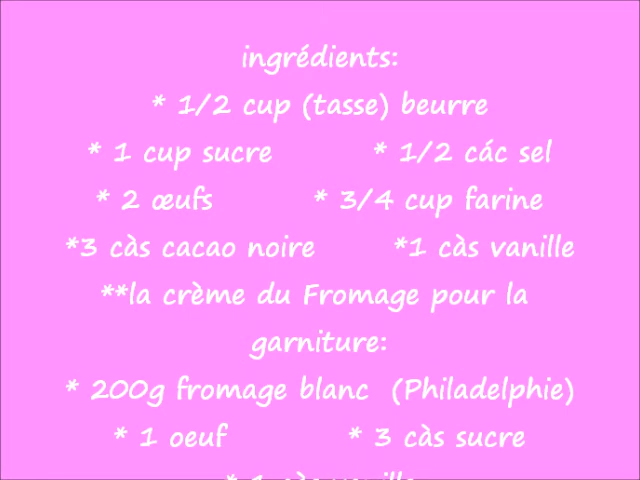 ingrédients:
* 1/2 cup (tasse) beurre
* 1 cup sucre * 1/2 các sel
* 2 œufs * 3/4 cup farine
*3 càs cacao noire *1 càs vanille
**la crème du Fromage pour la
garniture:
* 200g fromage blanc (Philadelphie)
* 1 oeuf * 3 càs sucre